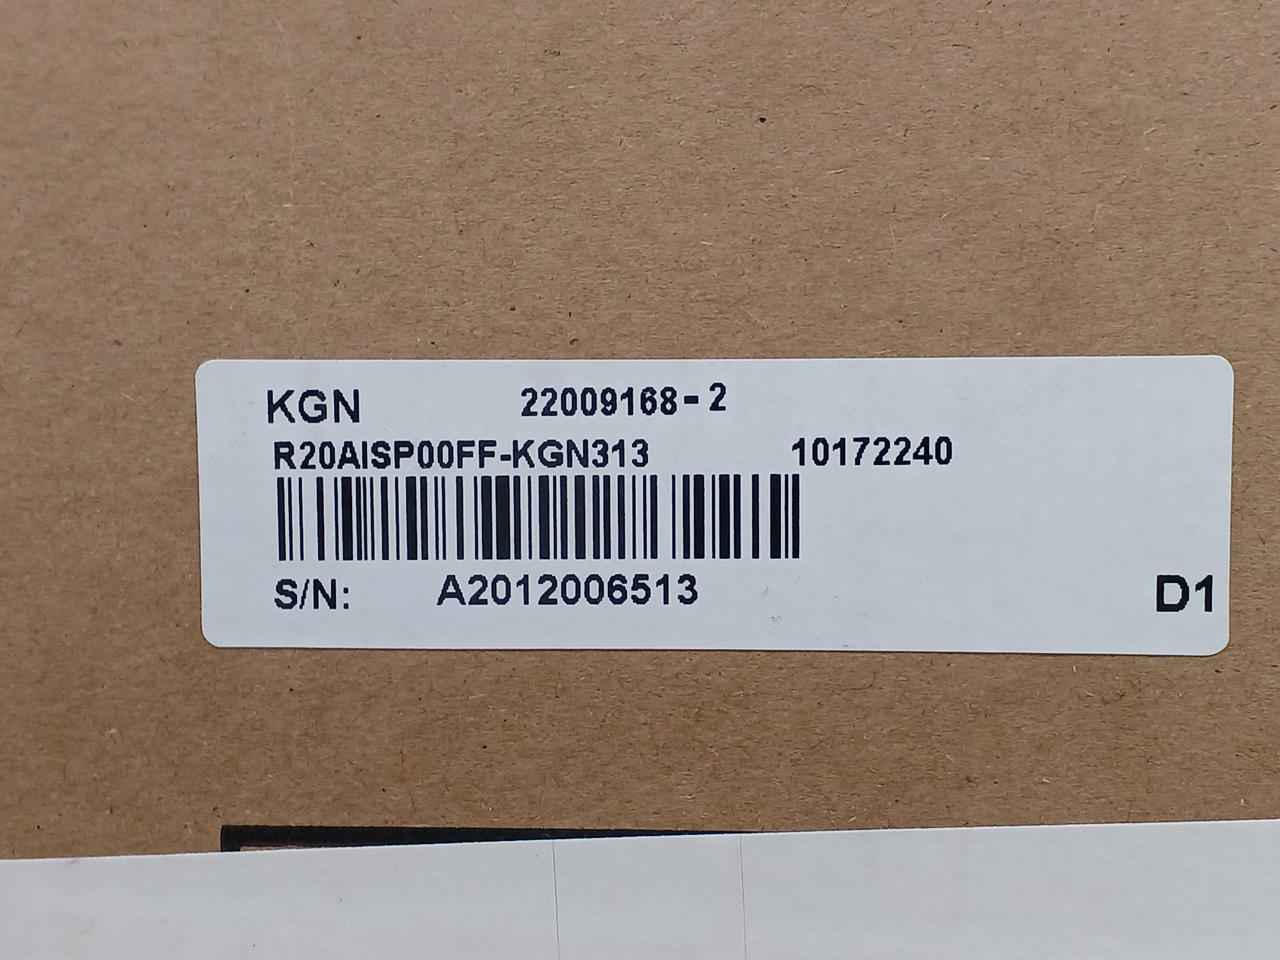 KGN 22009168-2
R20AISP00FF-KGN313 10172240
S/N: A2012006513
D1